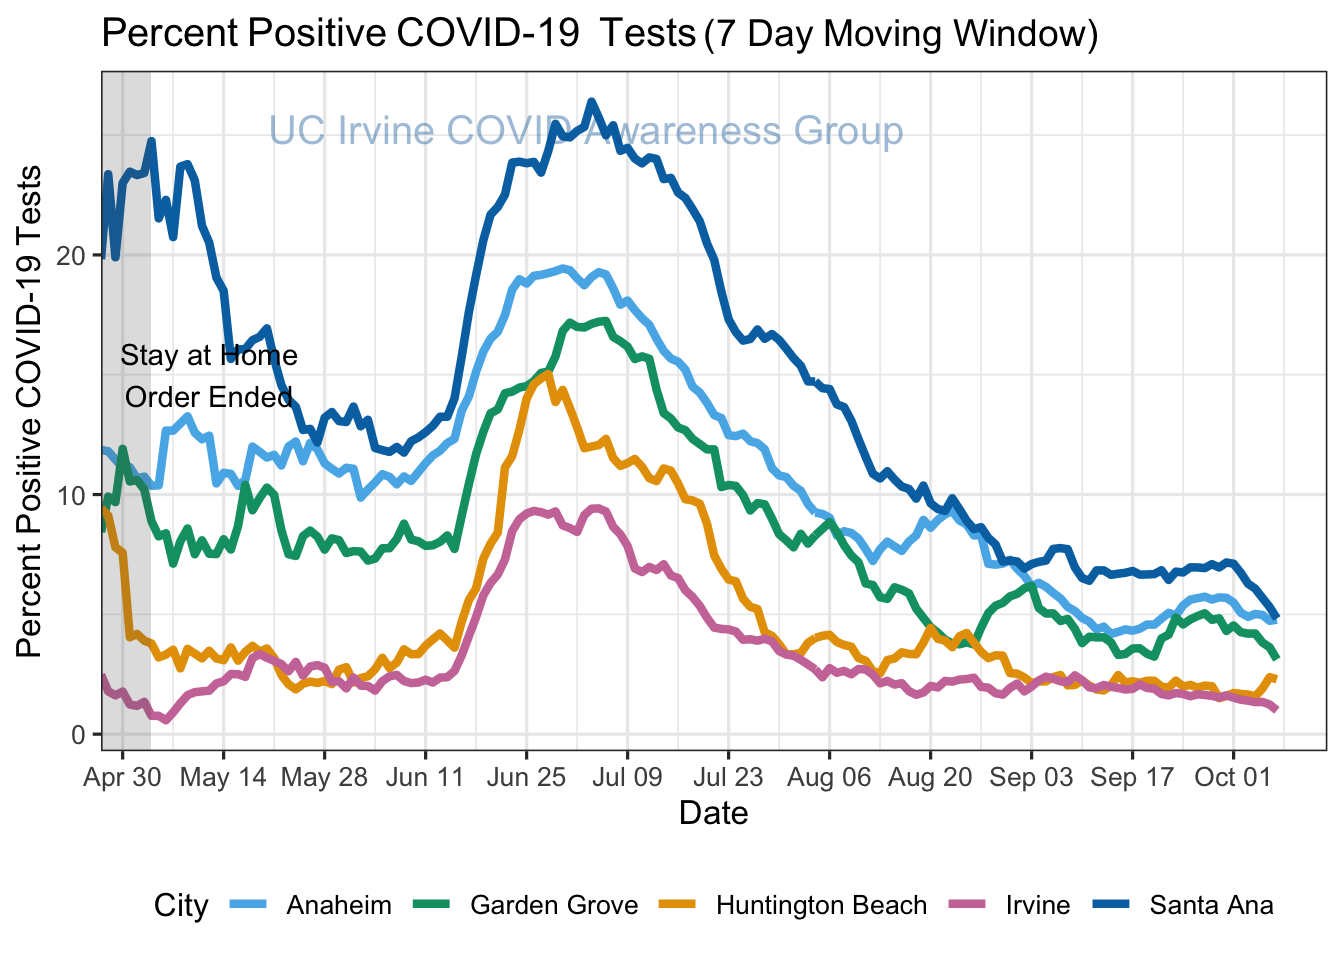 Percent Positive COVID-19  Tests (7 Day Moving Window)
UC Irvine COVID Awareness Group
Percent Positive COVID-19 Tests
20
10
0
Stay at Home
Order Ended
Apr 30 May 14 May 28 Jun 11 Jun 25 Jul 09 Jul 23 Aug 06 Aug 20 Sep 03 Sep 17 Oct 01
Date
City Anaheim Garden Grove Huntington Beach Irvine Santa Ana